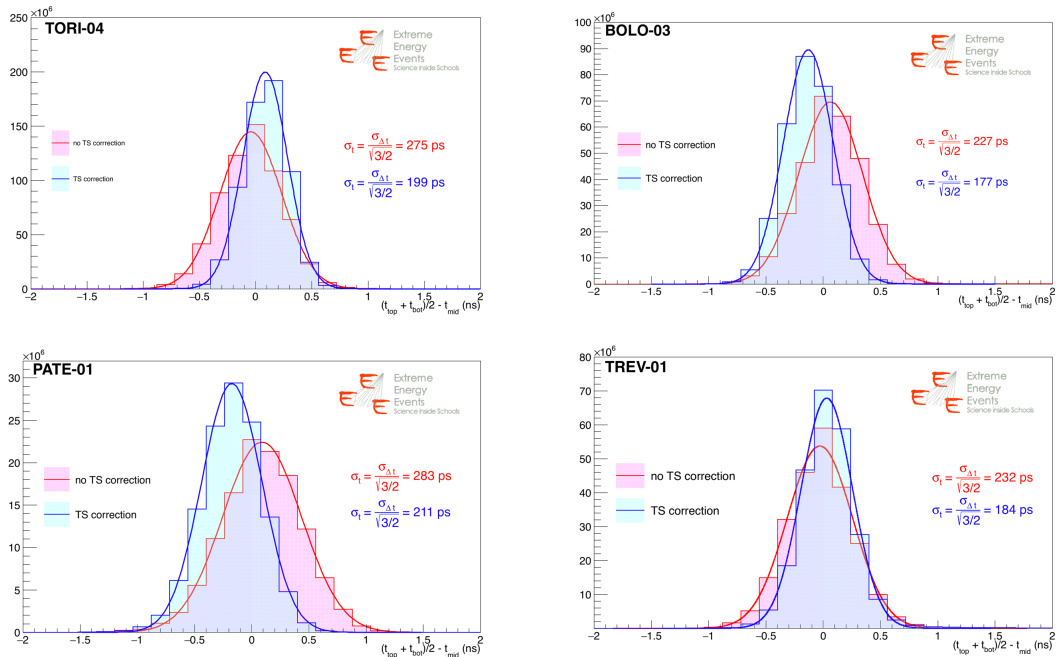 ×10⁶
TORI-04
250
200
150
100
50
0
Extreme
Energy
Events
Science inside Schools
no TS correction
TS correction
σt = σΔt/√3/2 = 275 ps
σt = σΔt/√3/2 = 199 ps
−2 −1.5 −1 −0.5 0 0.5 1 1.5 2
(ttop + tbot)/2 - tmid (ns)
×10⁶
BOLO-03
100
90
80
70
60
50
40
30
20
10
0
Extreme
Energy
Events
Science inside Schools
no TS correction
TS correction
σt = σΔt/√3/2 = 227 ps
σt = σΔt/√3/2 = 177 ps
−2 −1.5 −1 −0.5 0 0.5 1 1.5 2
(ttop + tbot)/2 - tmid (ns)
×10⁶
PATE-01
30
25
20
15
10
5
0
Extreme
Energy
Events
Science inside Schools
no TS correction
TS correction
σt = σΔt/√3/2 = 283 ps
σt = σΔt/√3/2 = 211 ps
−2 −1.5 −1 −0.5 0 0.5 1 1.5 2
(ttop + tbot)/2 - tmid (ns)
×10⁶
TREV-01
80
70
60
50
40
30
20
10
Extreme
Energy
Events
Science inside Schools
no TS correction
TS correction
σt = σΔt/√3/2 = 232 ps
σt = σΔt/√3/2 = 184 ps
−2 −1.5 −1 −0.5 0 0.5 1 1.5 2
(ttop + tbot)/2 - tmid (ns)